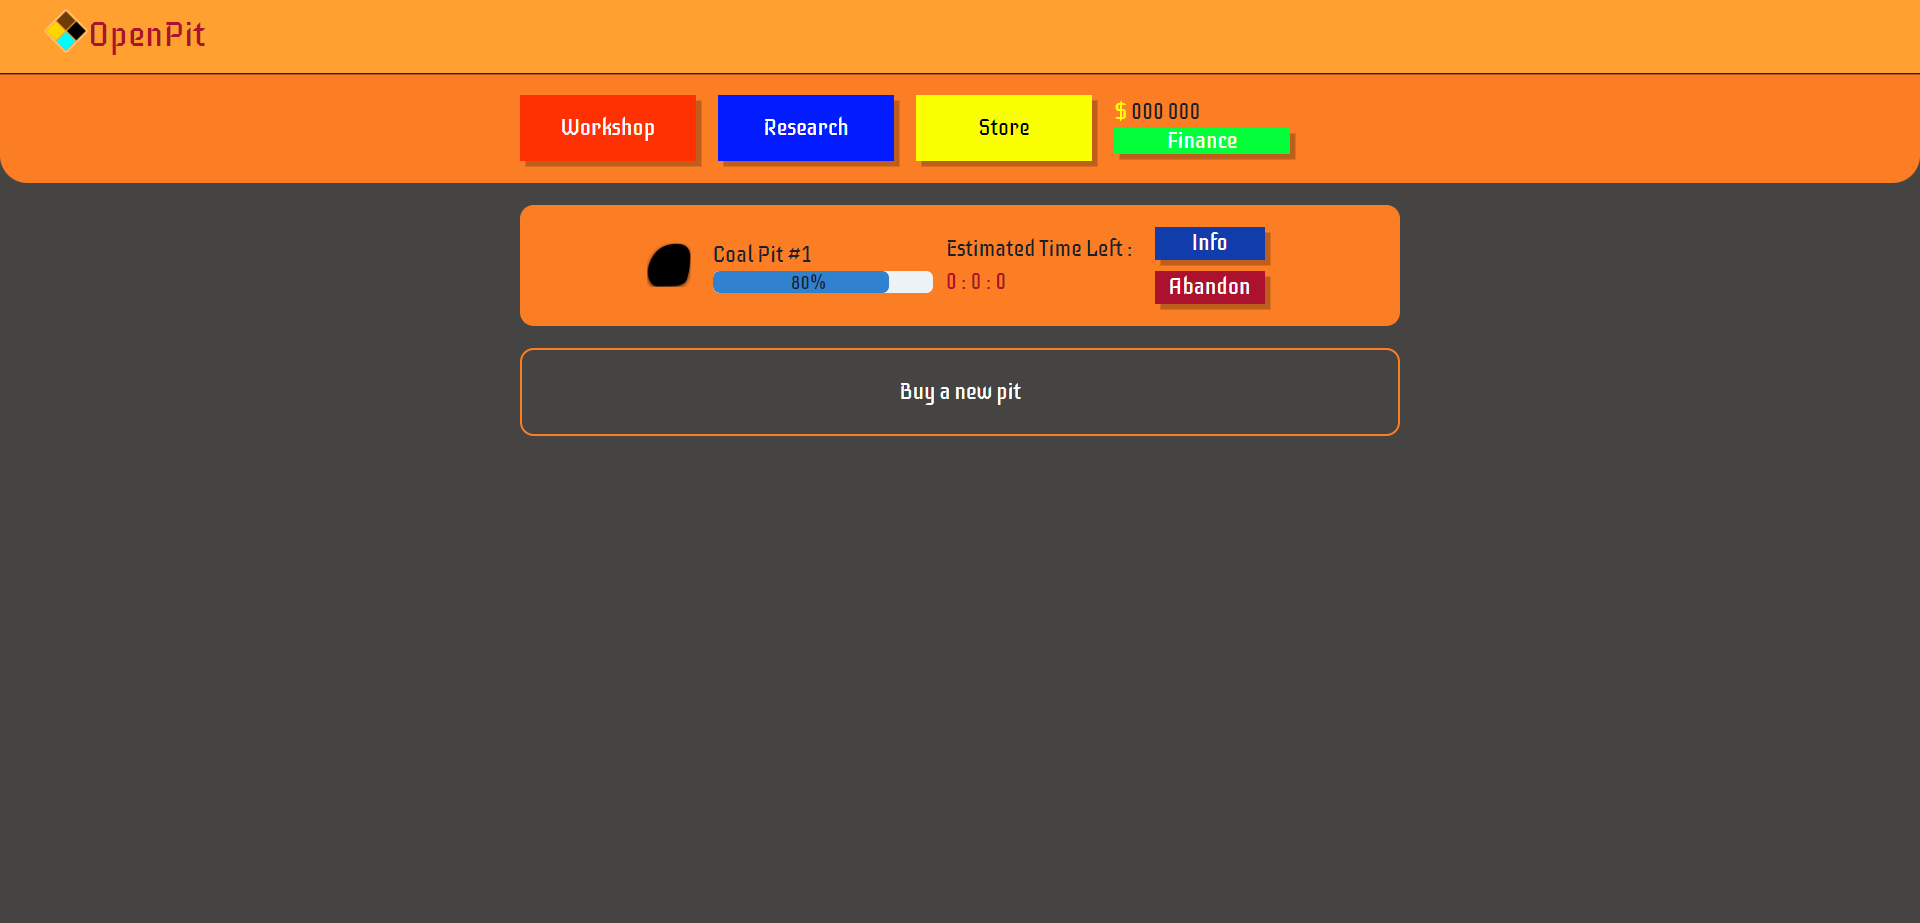 OpenPit
Workshop
Research
Store
$ 000 000
Finance
Coal Pit #1
80%
Estimated Time Left :
0 : 0 : 0
Info
Abandon
Buy a new pit